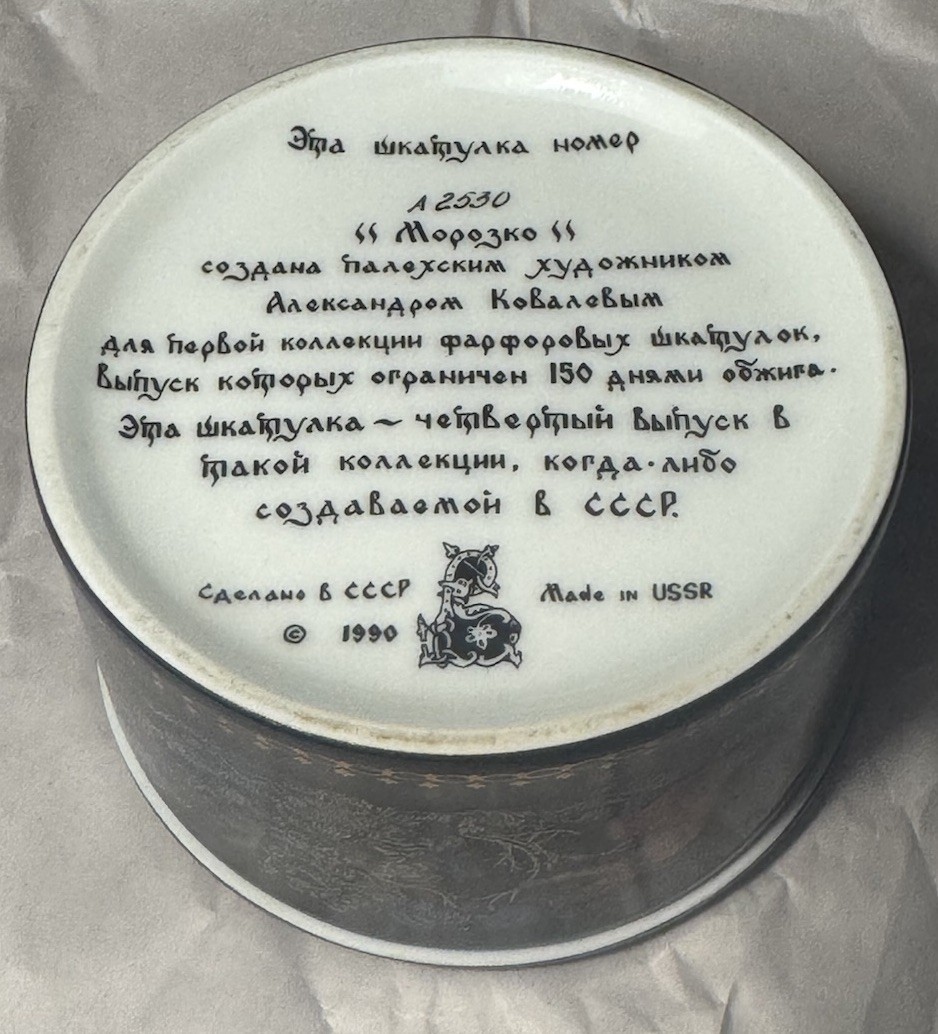 Эта шкатулка номер
А 2530
"Морозко"
создана палехским художником
Александром Ковалевым
для первой коллекции фарфоровых шкатулок,
выпуск которых ограничен 150 днями обжига.
Эта шкатулка ~ четвертый выпуск в
такой коллекции, когда-либо
создаваемой в СССР.
Сделано в СССР Made in USSR
© 1990